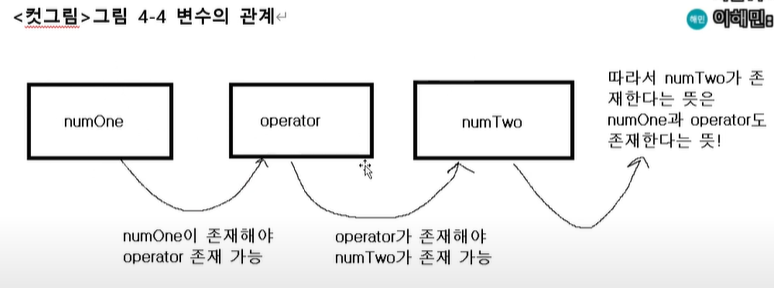 <컷그림>그림 4-4 변수의 관계
해민 이해민:
numOne
operator
numTwo
따라서 numTwo가 존
재한다는 뜻은
numOne과 operator도
존재한다는 뜻!
numOne이 존재해야
operator 존재 가능
operator가 존재해야
numTwo가 존재 가능